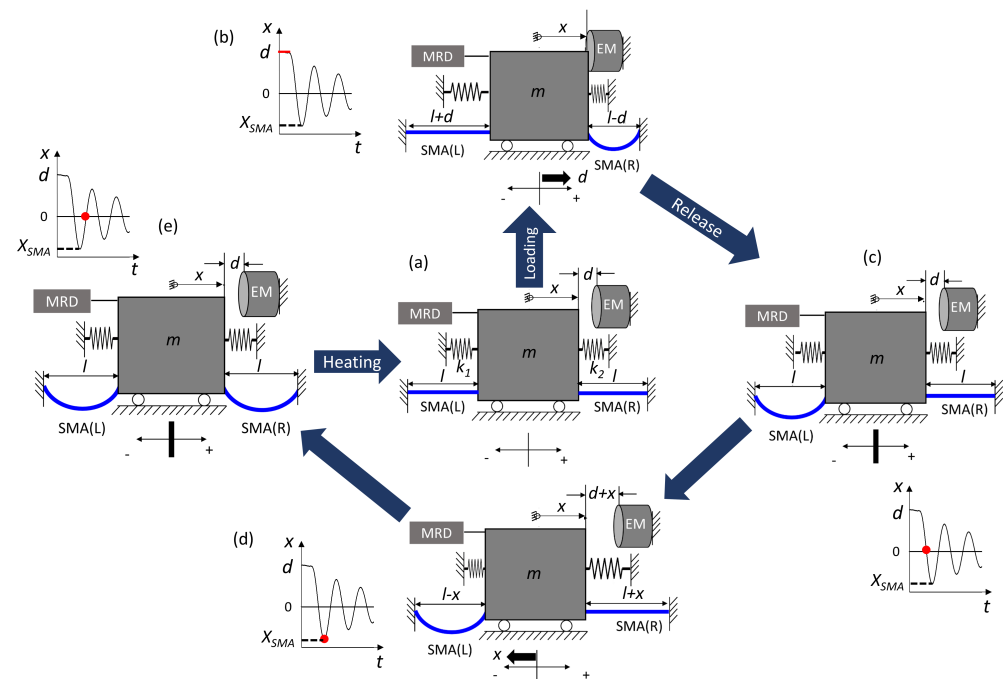 (b)
x
d
0
X_SMA
t
x
MRD
EM
m
l+d
l-d
SMA(L)
SMA(R)
d
-
+
Loading
Release
x
d
0
X_SMA
t
(e)
d
x
MRD
EM
m
l
l
SMA(L)
SMA(R)
-
+
Heating
(a)
d
x
MRD
EM
m
k₁
k₂
l
l
SMA(L)
SMA(R)
-
+
(c)
d
x
MRD
EM
m
l
l
SMA(L)
SMA(R)
-
+
x
d
0
X_SMA
t
(d)
x
d
0
X_SMA
t
d+x
x
MRD
EM
m
l-x
l+x
SMA(L)
SMA(R)
x
-
+